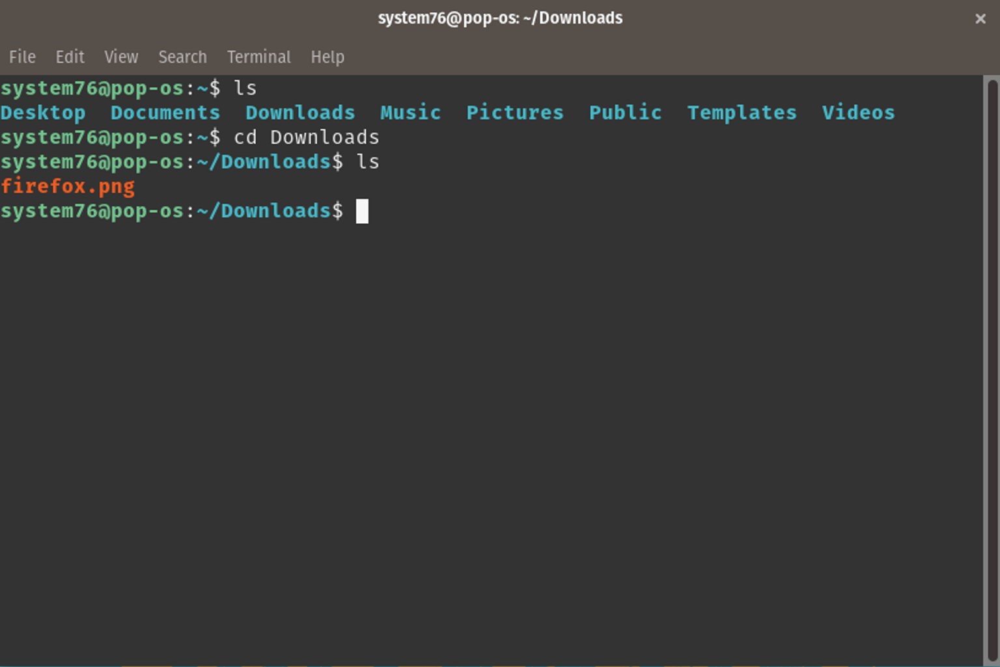 system76@pop-os: ~/Downloads ×
File Edit View Search Terminal Help
system76@pop-os:~$ ls
Desktop Documents Downloads Music Pictures Public Templates Videos
system76@pop-os:~$ cd Downloads
system76@pop-os:~/Downloads$ ls
firefox.png
system76@pop-os:~/Downloads$